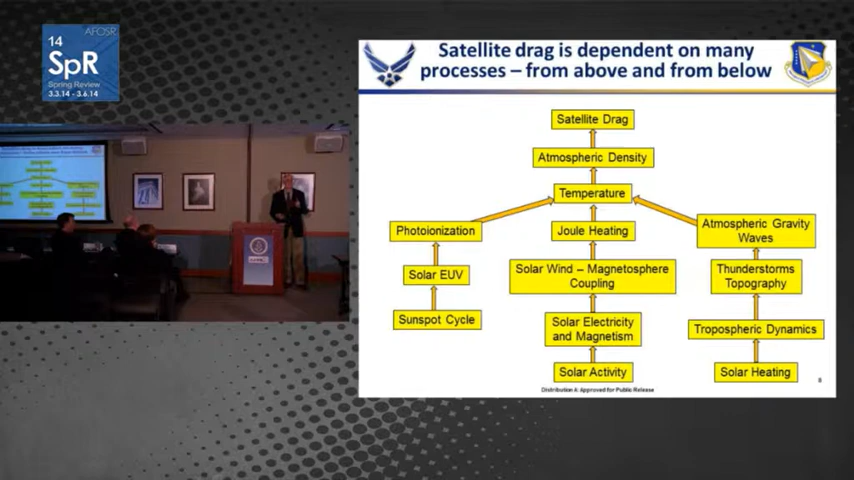 AFOSR
14
SpR
Spring Review
3.3.14 - 3.6.14
Satellite drag is dependent on many
processes – from above and from below
Satellite Drag
Atmospheric Density
Temperature
Photoionization
Joule Heating
Atmospheric Gravity
Waves
Solar EUV
Solar Wind – Magnetosphere
Coupling
Thunderstorms
Topography
Sunspot Cycle
Solar Electricity
and Magnetism
Tropospheric Dynamics
Solar Activity
Solar Heating
8
Distribution A: Approved for Public Release